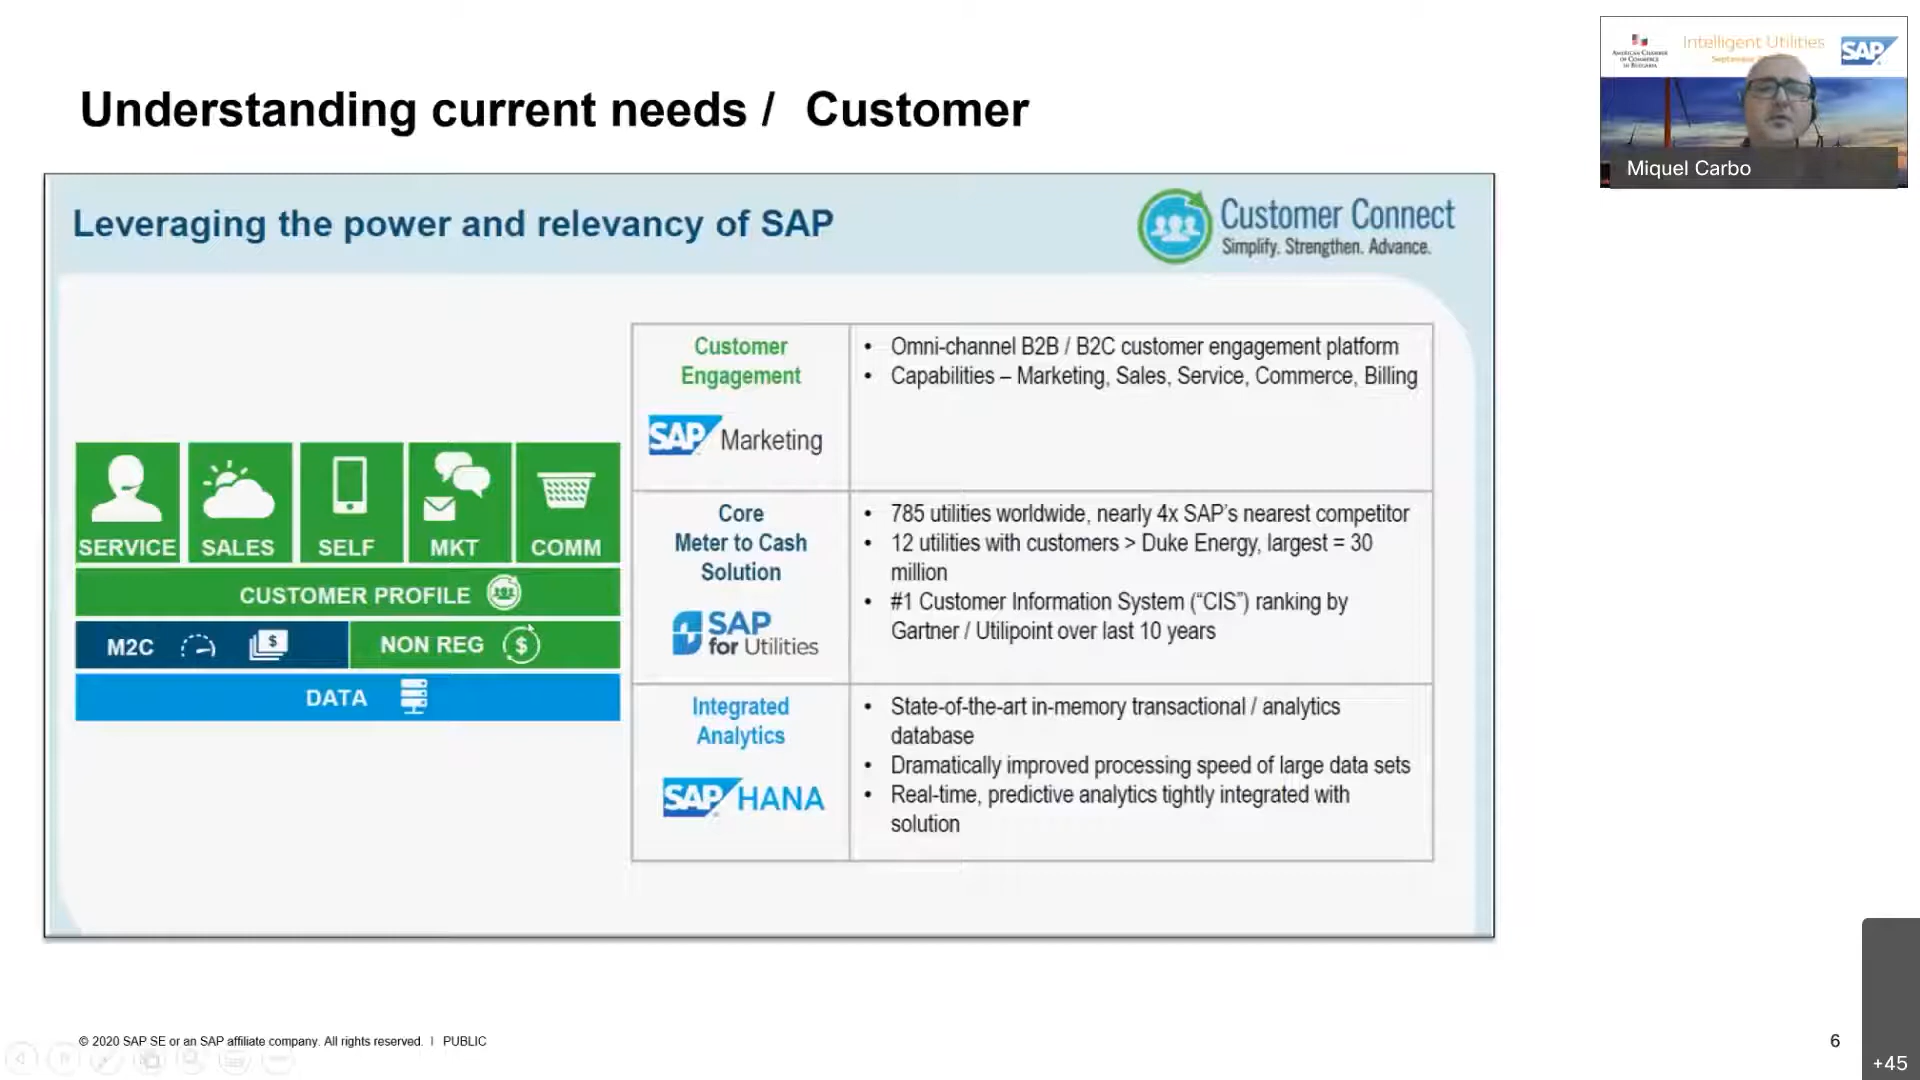 Understanding current needs / Customer
Leveraging the power and relevancy of SAP
Customer Connect
Simplify. Strengthen. Advance.
SERVICE
SALES
SELF
MKT
COMM
CUSTOMER PROFILE
M2C
$
NON REG
$
DATA
Customer
Engagement
SAP Marketing
• Omni-channel B2B / B2C customer engagement platform
• Capabilities – Marketing, Sales, Service, Commerce, Billing
Core
Meter to Cash
Solution
SAP
for Utilities
• 785 utilities worldwide, nearly 4x SAP's nearest competitor
• 12 utilities with customers > Duke Energy, largest = 30
million
• #1 Customer Information System (“CIS”) ranking by
Gartner / Utilipoint over last 10 years
Integrated
Analytics
SAP HANA
• State-of-the-art in-memory transactional / analytics
database
• Dramatically improved processing speed of large data sets
• Real-time, predictive analytics tightly integrated with
solution
© 2020 SAP SE or an SAP affiliate company. All rights reserved. I PUBLIC
6
AMERICAN CHAMBER
OF COMMERCE
IN BULGARIA
Intelligent Utilities
SAP
Miquel Carbo
+45